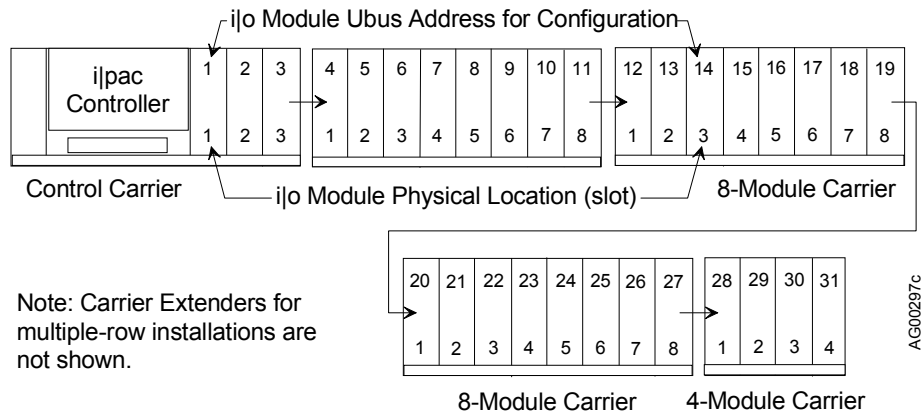 i|o Module Ubus Address for Configuration
i|pac
Controller
1 2 3
4 5 6 7 8 9 10 11
12 13 14 15 16 17 18 19
1 2 3
1 2 3 4 5 6 7 8
1 2 3 4 5 6 7 8
Control Carrier
i|o Module Physical Location (slot)
8-Module Carrier
20 21 22 23 24 25 26 27
28 29 30 31
Note: Carrier Extenders for
multiple-row installations are
not shown.
1 2 3 4 5 6 7 8
1 2 3 4
8-Module Carrier
4-Module Carrier
AG00297c